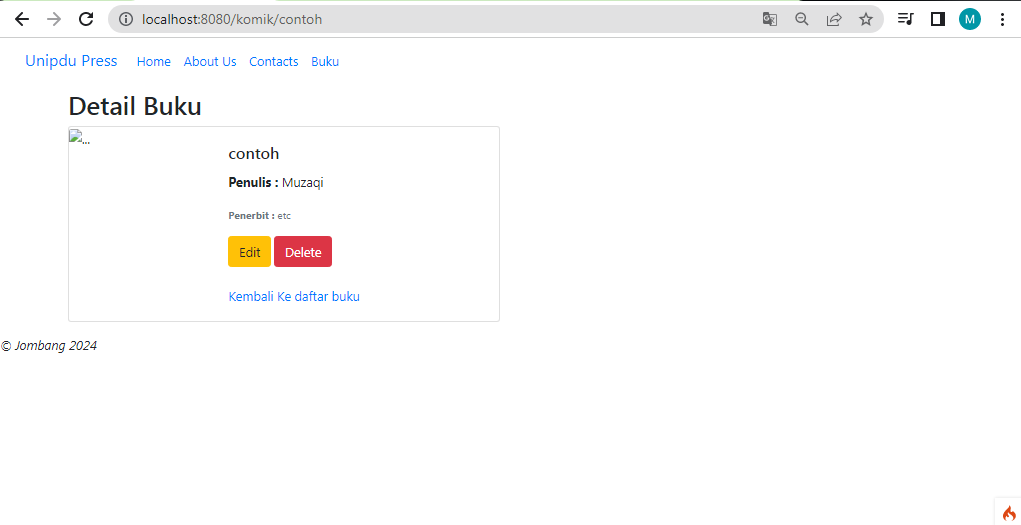 localhost:8080/komik/contoh
M
Unipdu Press Home About Us Contacts Buku
Detail Buku
...
contoh
Penulis : Muzaqi
Penerbit : etc
Edit Delete
Kembali Ke daftar buku
© Jombang 2024